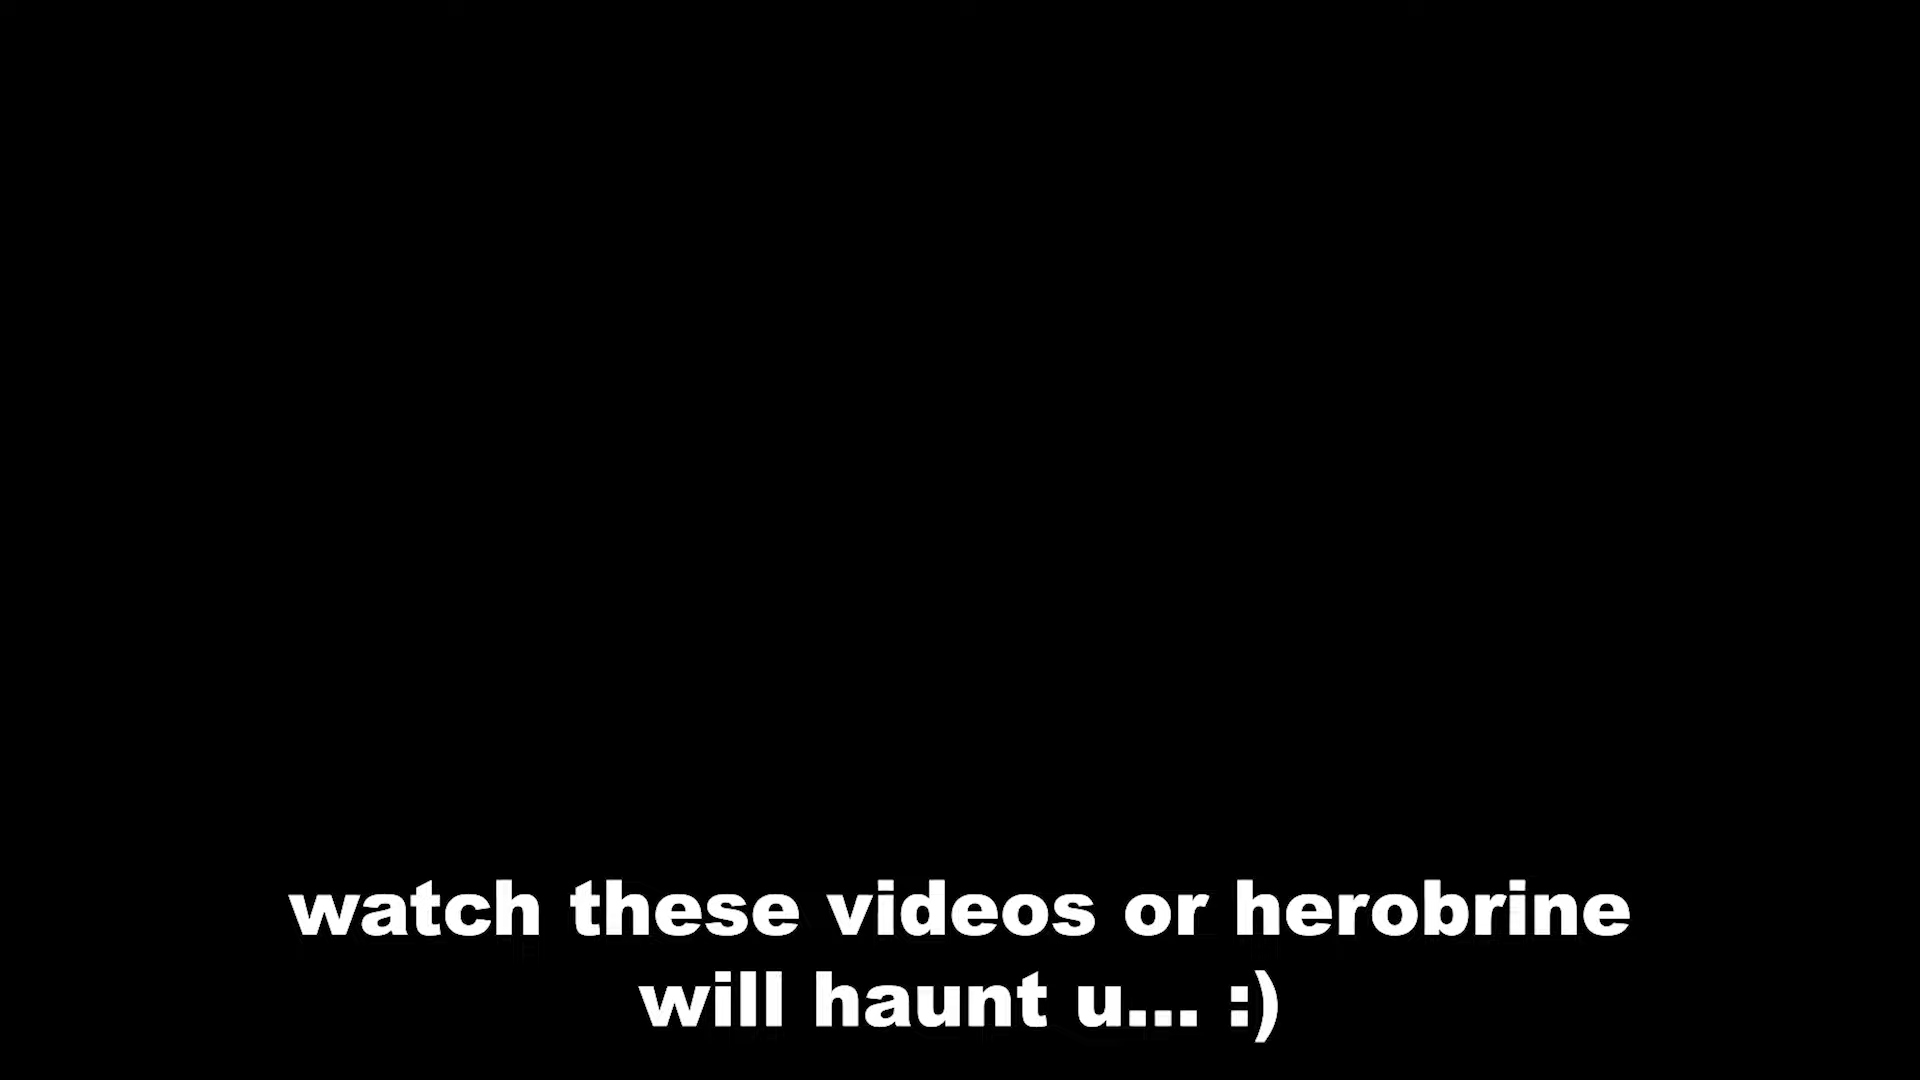 watch these videos or herobrine
will haunt u... :)